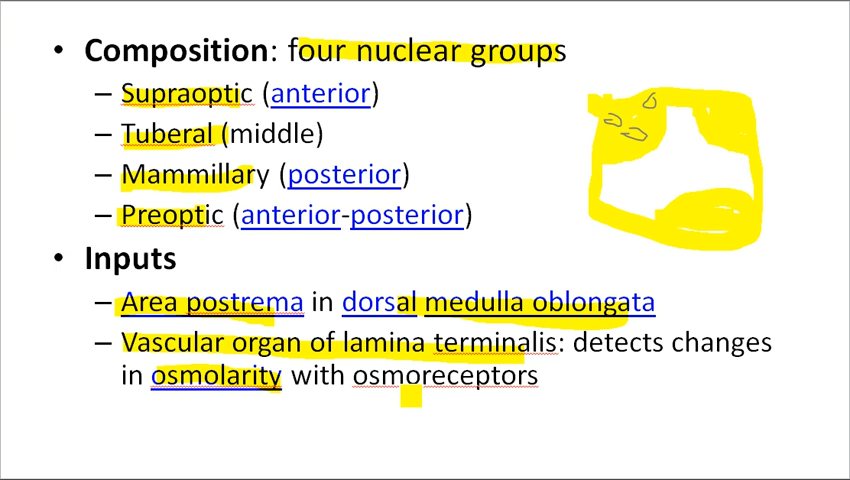 • Composition: four nuclear groups
– Supraoptic (anterior)
– Tuberal (middle)
– Mammillary (posterior)
– Preoptic (anterior-posterior)
• Inputs
– Area postrema in dorsal medulla oblongata
– Vascular organ of lamina terminalis: detects changes
in osmolarity with osmoreceptors